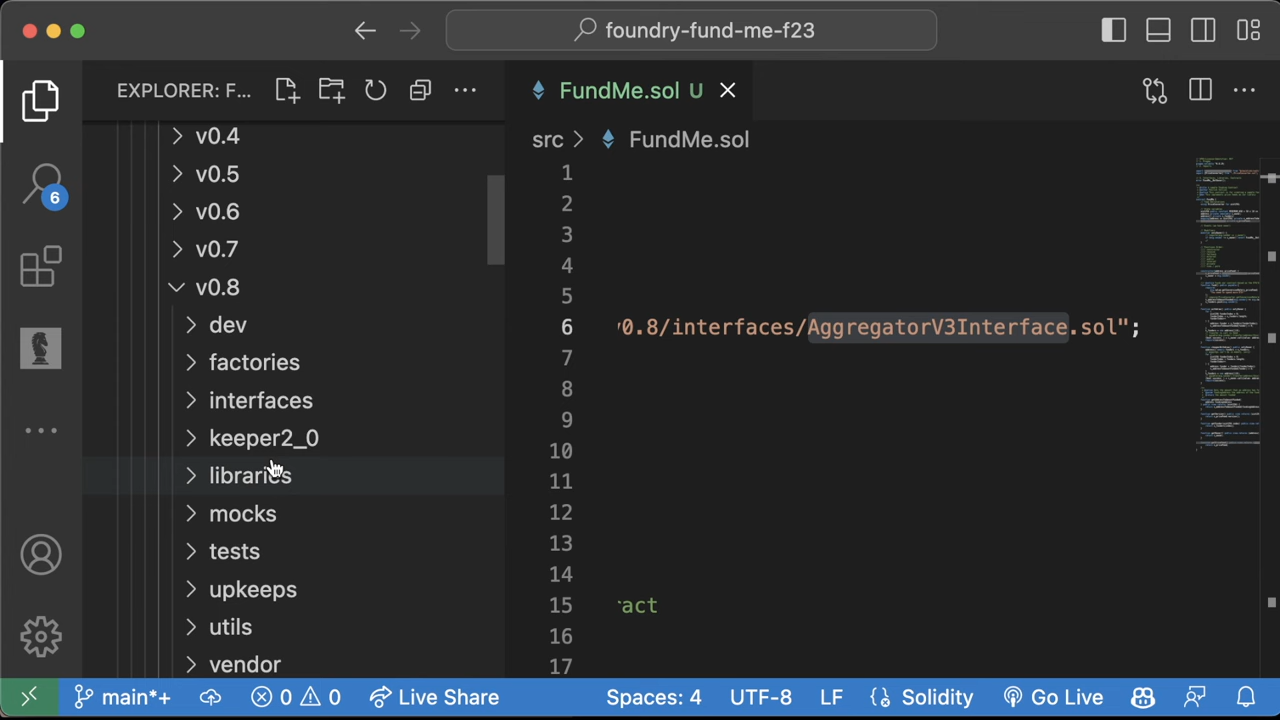 foundry-fund-me-f23
EXPLORER: F...
FundMe.sol U
src > FundMe.sol
v0.4
v0.5
v0.6
v0.7
v0.8
dev
factories
interfaces
keeper2_0
libraries
mocks
tests
upkeeps
utils
vendor
6
1
2
3
4
5
6 v0.8/interfaces/AggregatorV3Interface.sol";
7
8
9
10
11
12
13
14
15 act
16
17
main*+
0
0
Live Share
Spaces: 4
UTF-8
LF
Solidity
Go Live